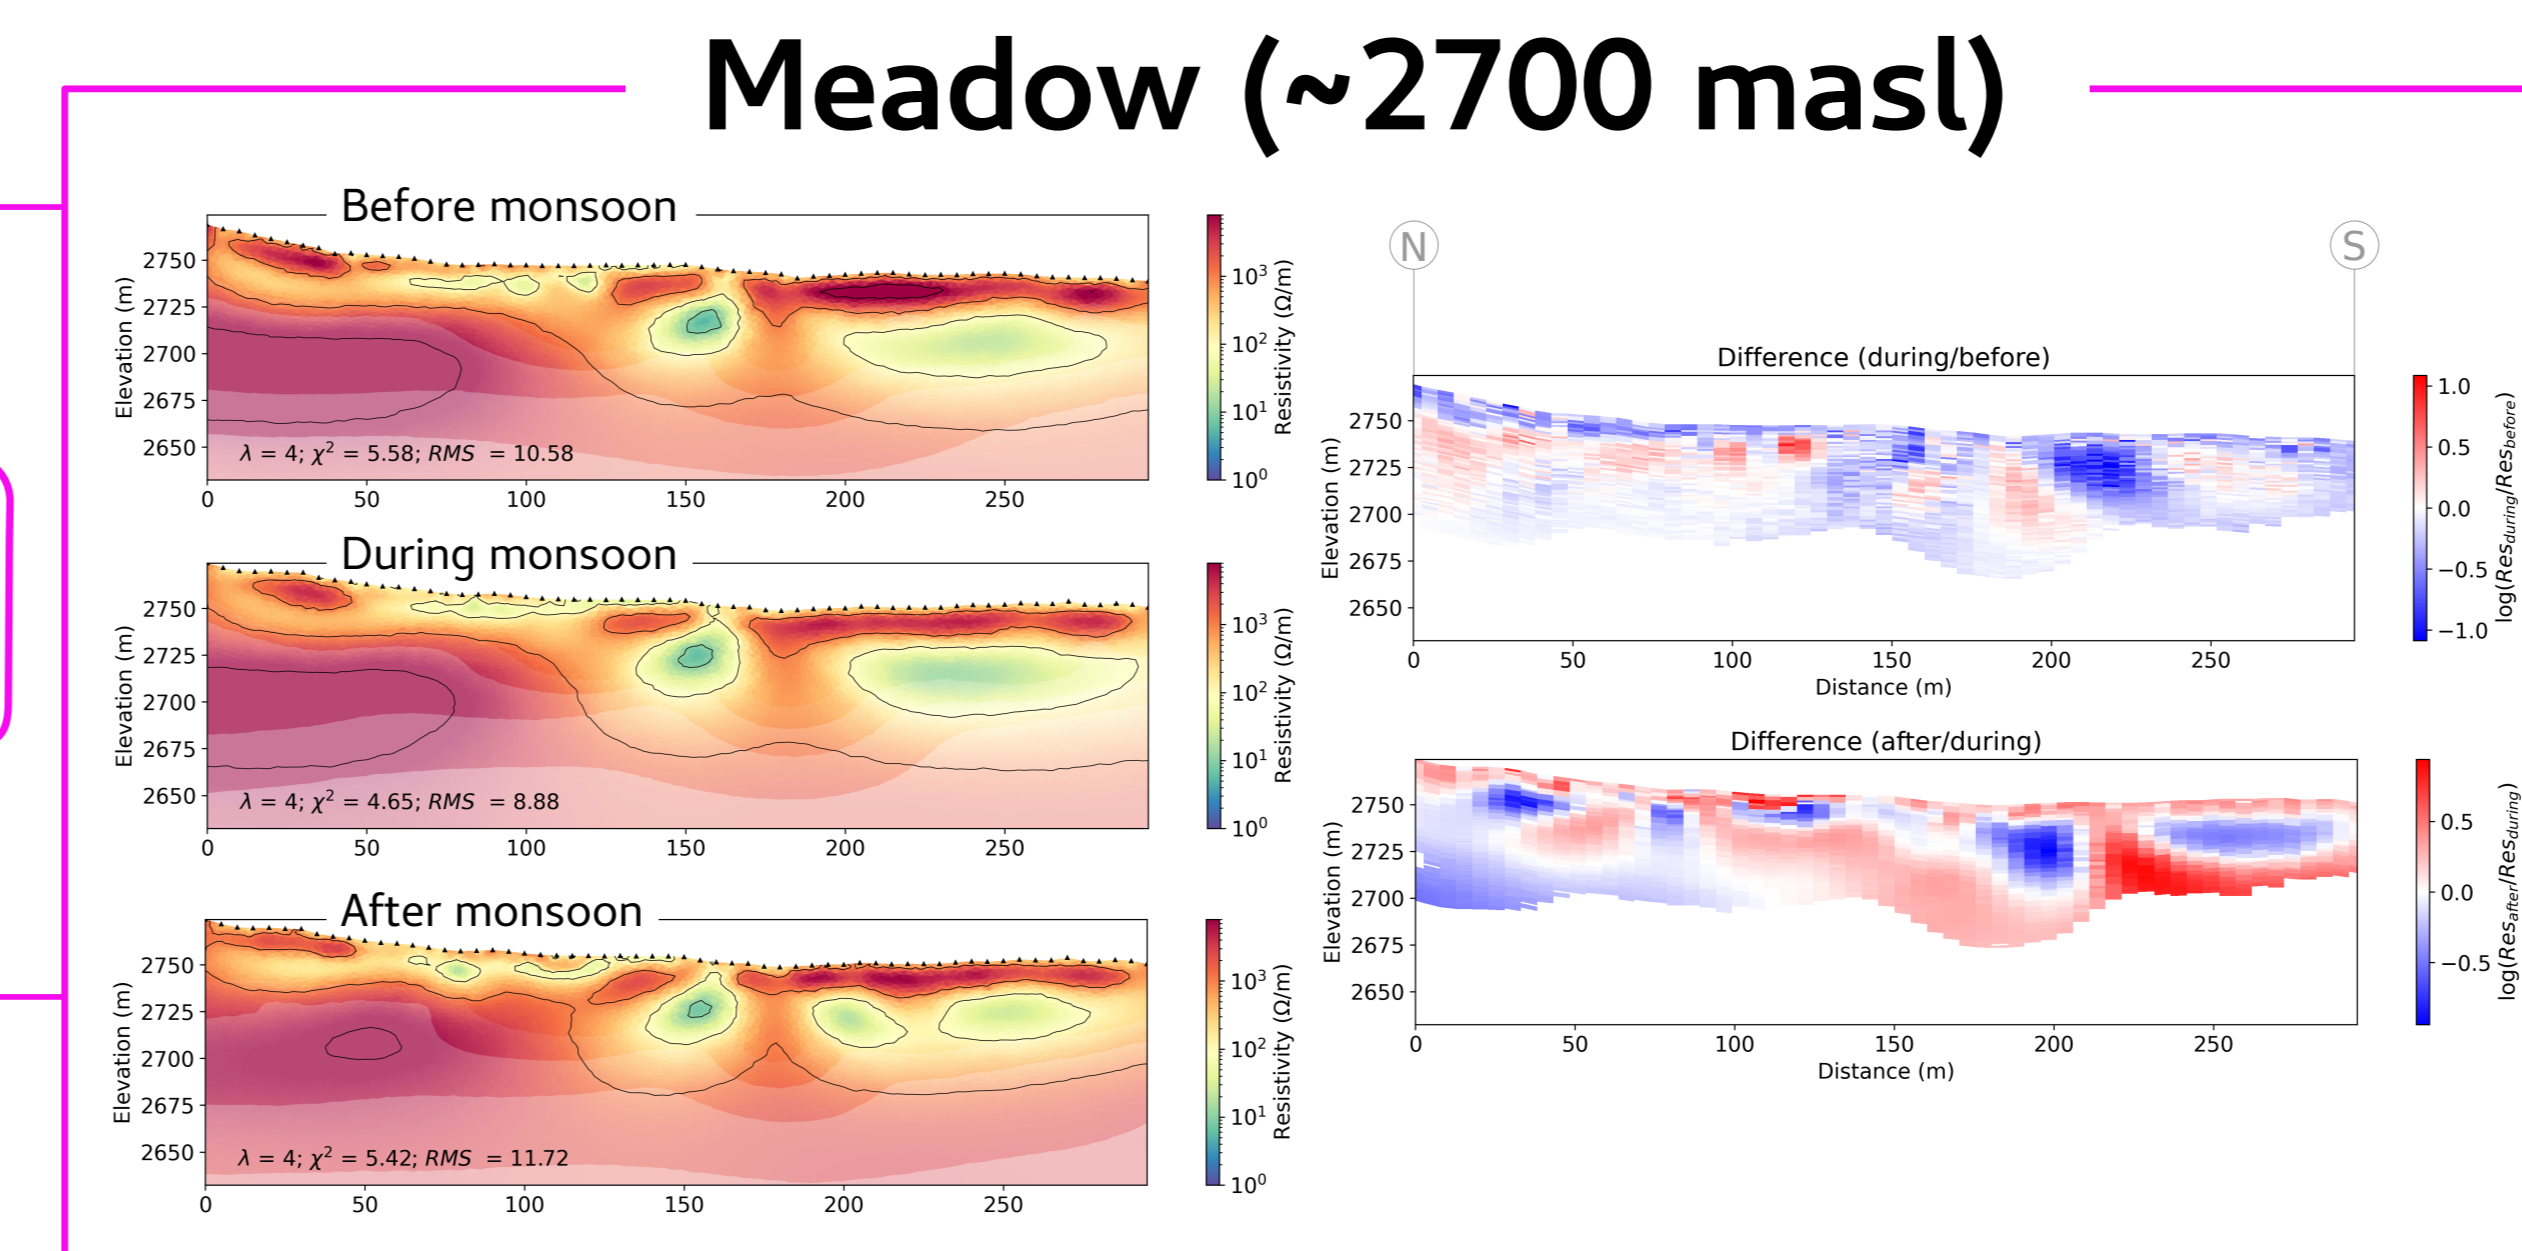 Meadow (~2700 masl)
Before monsoon
2750
2725
2700
2675
2650
Elevation (m)
λ = 4; χ² = 5.58; RMS = 10.58
0 50 100 150 200 250
10³
10²
10¹
10⁰
Resistivity (Ω/m)
During monsoon
2750
2725
2700
2675
2650
Elevation (m)
λ = 4; χ² = 4.65; RMS = 8.88
0 50 100 150 200 250
10³
10²
10¹
10⁰
Resistivity (Ω/m)
After monsoon
2750
2725
2700
2675
2650
Elevation (m)
λ = 4; χ² = 5.42; RMS = 11.72
0 50 100 150 200 250
10³
10²
10¹
10⁰
Resistivity (Ω/m)
N S
Difference (during/before)
2750
2725
2700
2675
2650
Elevation (m)
0 50 100 150 200 250
Distance (m)
1.0
0.5
0.0
−0.5
−1.0
log(Res_during/Res_before)
Difference (after/during)
2750
2725
2700
2675
2650
Elevation (m)
0 50 100 150 200 250
Distance (m)
0.5
0.0
−0.5
log(Res_after/Res_during)